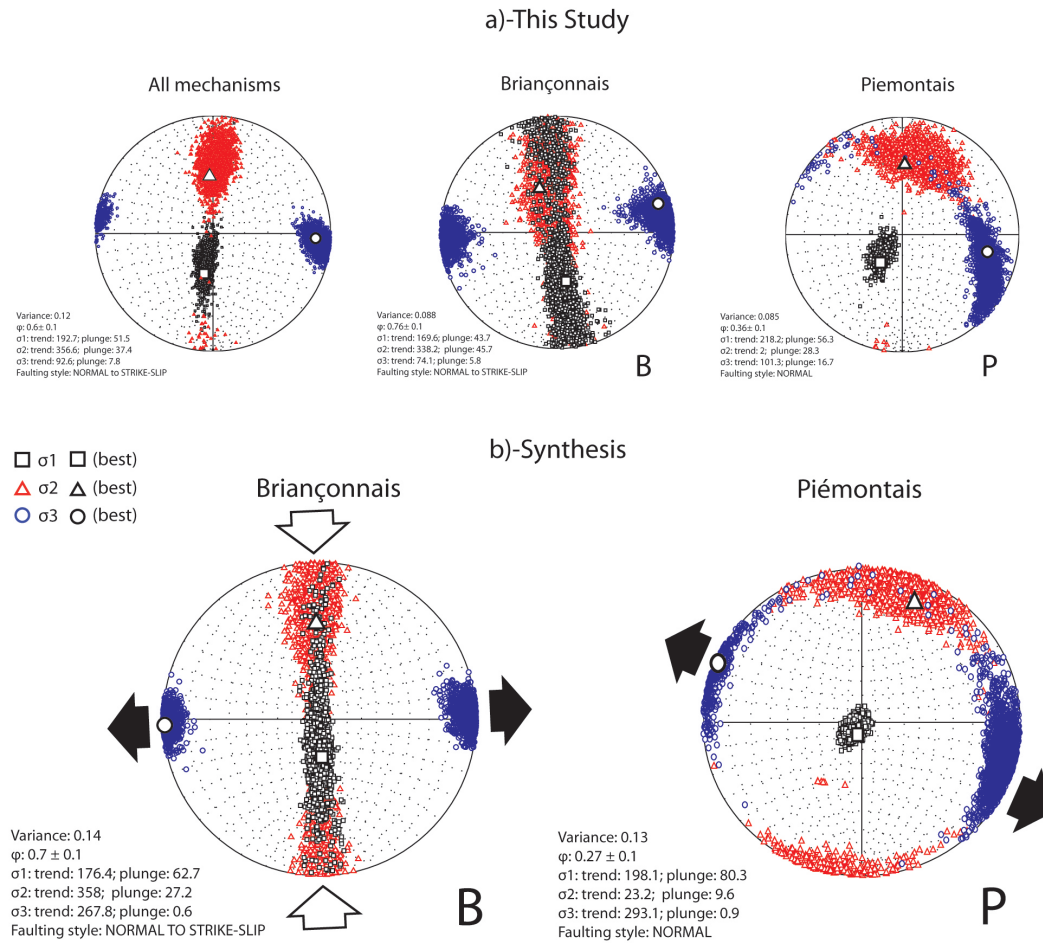 a)-This Study
All mechanisms
Briançonnais
Piemontais
Variance: 0.12
φ: 0.6± 0.1
σ1: trend: 192.7; plunge: 51.5
σ2: trend: 356.6; plunge: 37.4
σ3: trend: 92.6; plunge: 7.8
Faulting style: NORMAL to STRIKE-SLIP
Variance: 0.088
φ: 0.76± 0.1
σ1: trend: 169.6; plunge: 43.7
σ2: trend: 338.2; plunge: 45.7
σ3: trend: 74.1; plunge: 5.8
Faulting style: NORMAL to STRIKE-SLIP
B
Variance: 0.085
φ: 0.36± 0.1
σ1: trend: 218.2; plunge: 56.3
σ2: trend: 2; plunge: 28.3
σ3: trend: 101.3; plunge: 16.7
Faulting style: NORMAL
P
b)-Synthesis
σ1 (best)
σ2 (best)
σ3 (best)
Briançonnais
Piémontais
Variance: 0.14
φ: 0.7 ± 0.1
σ1: trend: 176.4; plunge: 62.7
σ2: trend: 358; plunge: 27.2
σ3: trend: 267.8; plunge: 0.6
Faulting style: NORMAL TO STRIKE-SLIP
B
Variance: 0.13
φ: 0.27 ± 0.1
σ1: trend: 198.1; plunge: 80.3
σ2: trend: 23.2; plunge: 9.6
σ3: trend: 293.1; plunge: 0.9
Faulting style: NORMAL
P